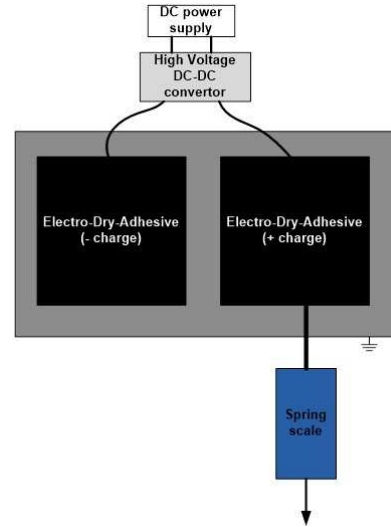 DC power
supply
High Voltage
DC-DC
convertor
Electro-Dry-Adhesive
(- charge)
Electro-Dry-Adhesive
(+ charge)
Spring
scale